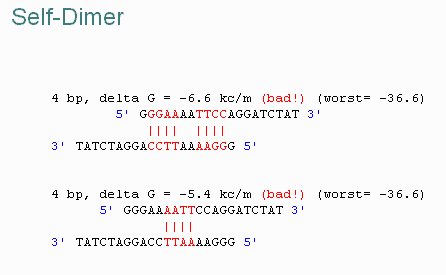 Self-Dimer
4 bp, delta G = -6.6 kc/m (bad!) (worst= -36.6)
5' GGGAAAATTCCAGGATCTAT 3'
|||| ||||
3' TATCTAGGACCTTAAAAGGG 5'
4 bp, delta G = -5.4 kc/m (bad!) (worst= -36.6)
5' GGGAAAATTCCAGGATCTAT 3'
||||
3' TATCTAGGACCTTAAAAGGG 5'